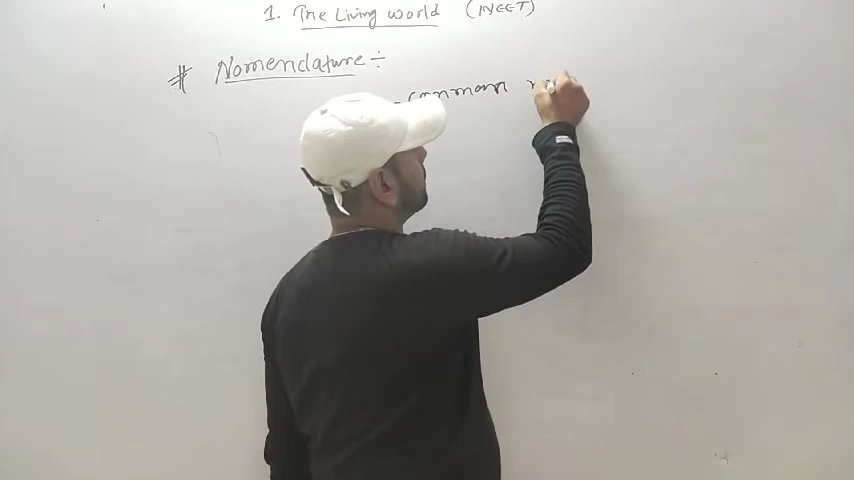 1. The Living world (NEET)
# Nomenclature ÷
- Common